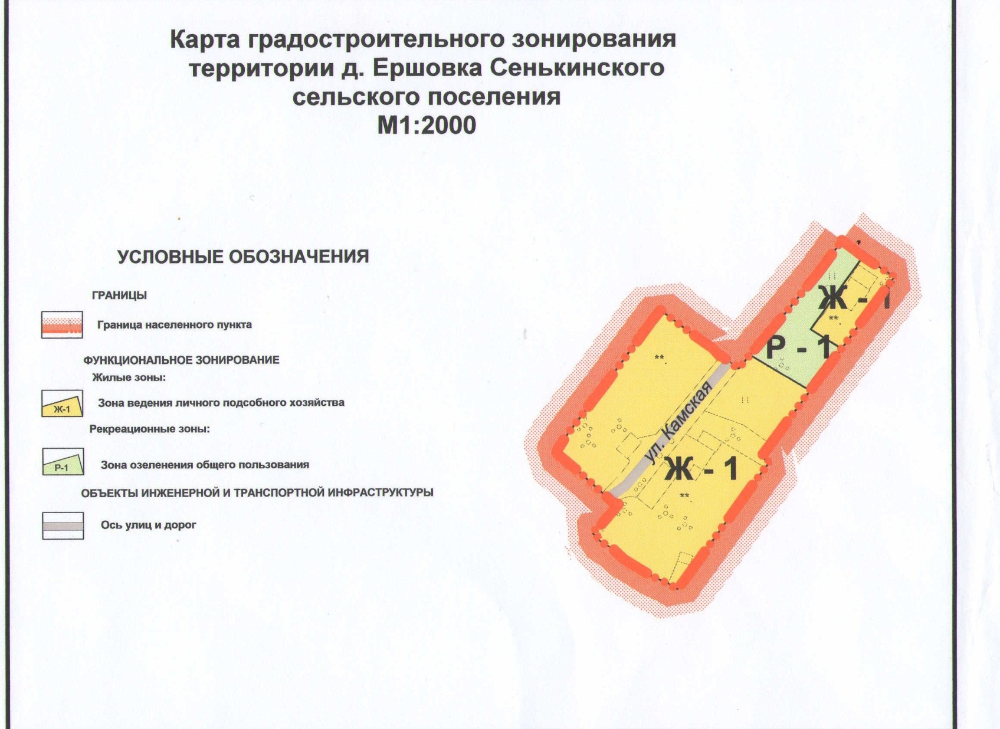 Карта градостроительного зонирования
территории д. Ершовка Сенькинского
сельского поселения
М1:2000
УСЛОВНЫЕ ОБОЗНАЧЕНИЯ
ГРАНИЦЫ
Граница населенного пункта
ФУНКЦИОНАЛЬНОЕ ЗОНИРОВАНИЕ
Жилые зоны:
Ж-1
Зона ведения личного подсобного хозяйства
Рекреационные зоны:
Р-1
Зона озеленения общего пользования
ОБЪЕКТЫ ИНЖЕНЕРНОЙ И ТРАНСПОРТНОЙ ИНФРАСТРУКТУРЫ
Ось улиц и дорог
Ж - 1
Р - 1
ул. Камская
Ж - 1